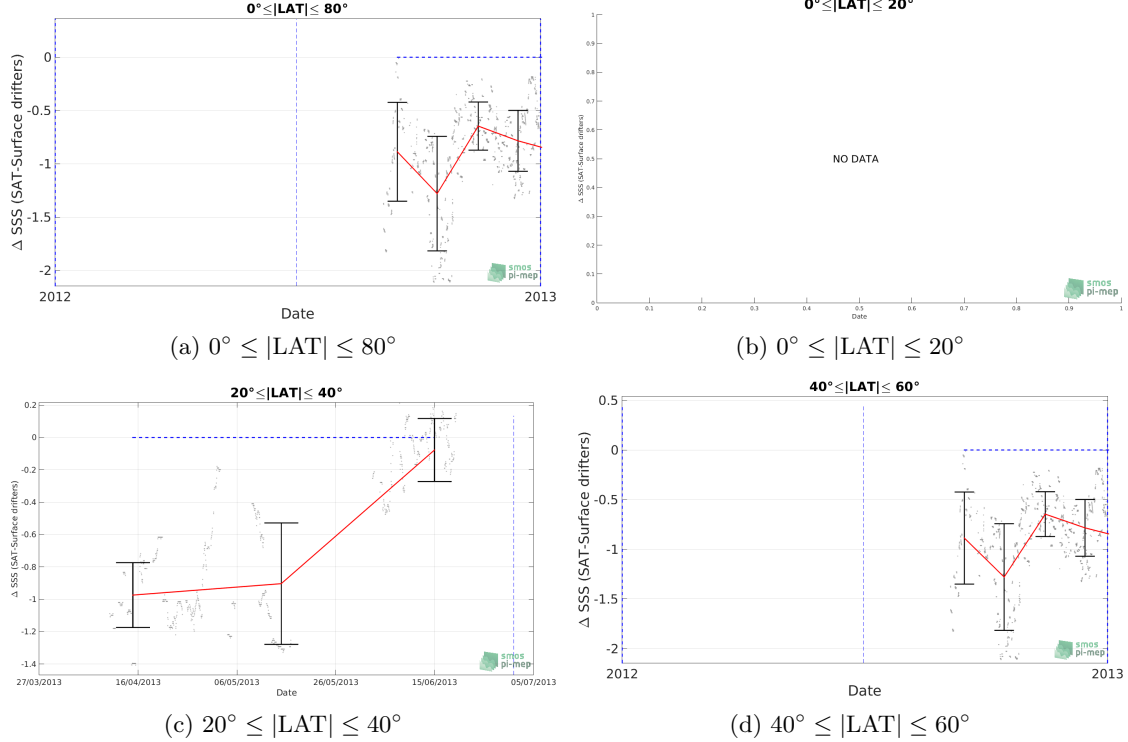 0°≤|LAT|≤ 80°
Δ SSS (SAT-Surface drifters)
0
-0.5
-1
-1.5
-2
2012
2013
Date
smos
pi-mep
(a) 0° ≤ |LAT| ≤ 80°
0°≤|LAT|≤ 20°
Δ SSS (SAT-Surface drifters)
1
0.9
0.8
0.7
0.6
0.5
0.4
0.3
0.2
0.1
0
NO DATA
0 0.1 0.2 0.3 0.4 0.5 0.6 0.7 0.8 0.9 1
Date
smos
pi-mep
(b) 0° ≤ |LAT| ≤ 20°
20°≤|LAT|≤ 40°
Δ SSS (SAT-Surface drifters)
0.2
0
-0.2
-0.4
-0.6
-0.8
-1
-1.2
-1.4
27/03/2013 16/04/2013 06/05/2013 26/05/2013 15/06/2013 05/07/2013
Date
smos
pi-mep
(c) 20° ≤ |LAT| ≤ 40°
40°≤|LAT|≤ 60°
Δ SSS (SAT-Surface drifters)
0.5
0
-0.5
-1
-1.5
-2
2012
2013
Date
smos
pi-mep
(d) 40° ≤ |LAT| ≤ 60°